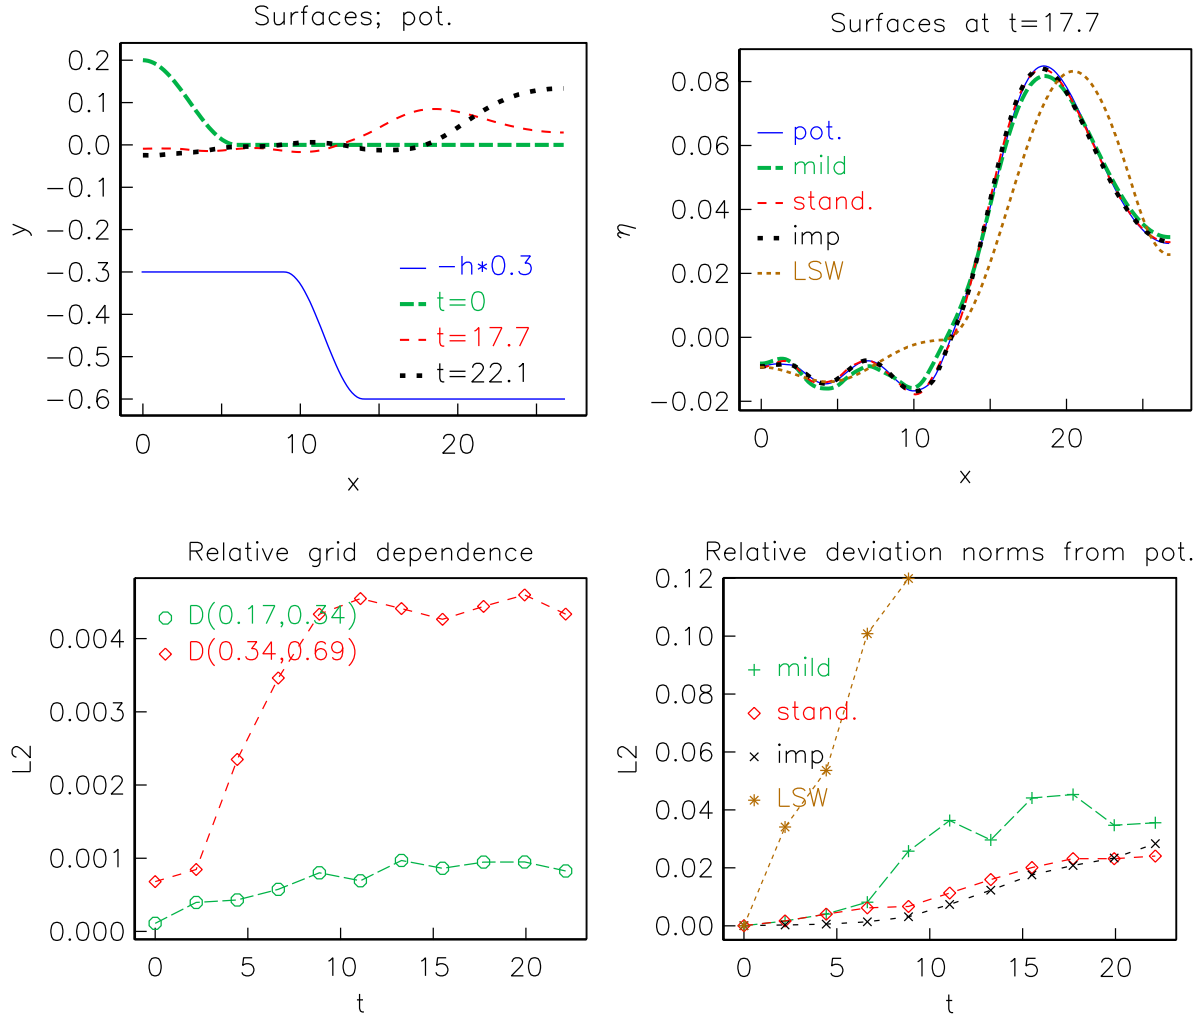 Surfaces; pot.
0.2
0.1
0.0
−0.1
−0.2
−0.3
−0.4
−0.5
−0.6
y
−h*0.3
t=0
t=17.7
t=22.1
0
10
20
x
Surfaces at t=17.7
0.08
0.06
0.04
0.02
0.00
−0.02
η
pot.
mild
stand.
imp
LSW
0
10
20
x
Relative grid dependence
0.004
0.003
0.002
0.001
0.000
L2
D(0.17,0.34)
D(0.34,0.69)
0
5
10
15
20
t
Relative deviation norms from pot.
0.12
0.10
0.08
0.06
0.04
0.02
0.00
L2
mild
stand.
imp
LSW
0
5
10
15
20
t